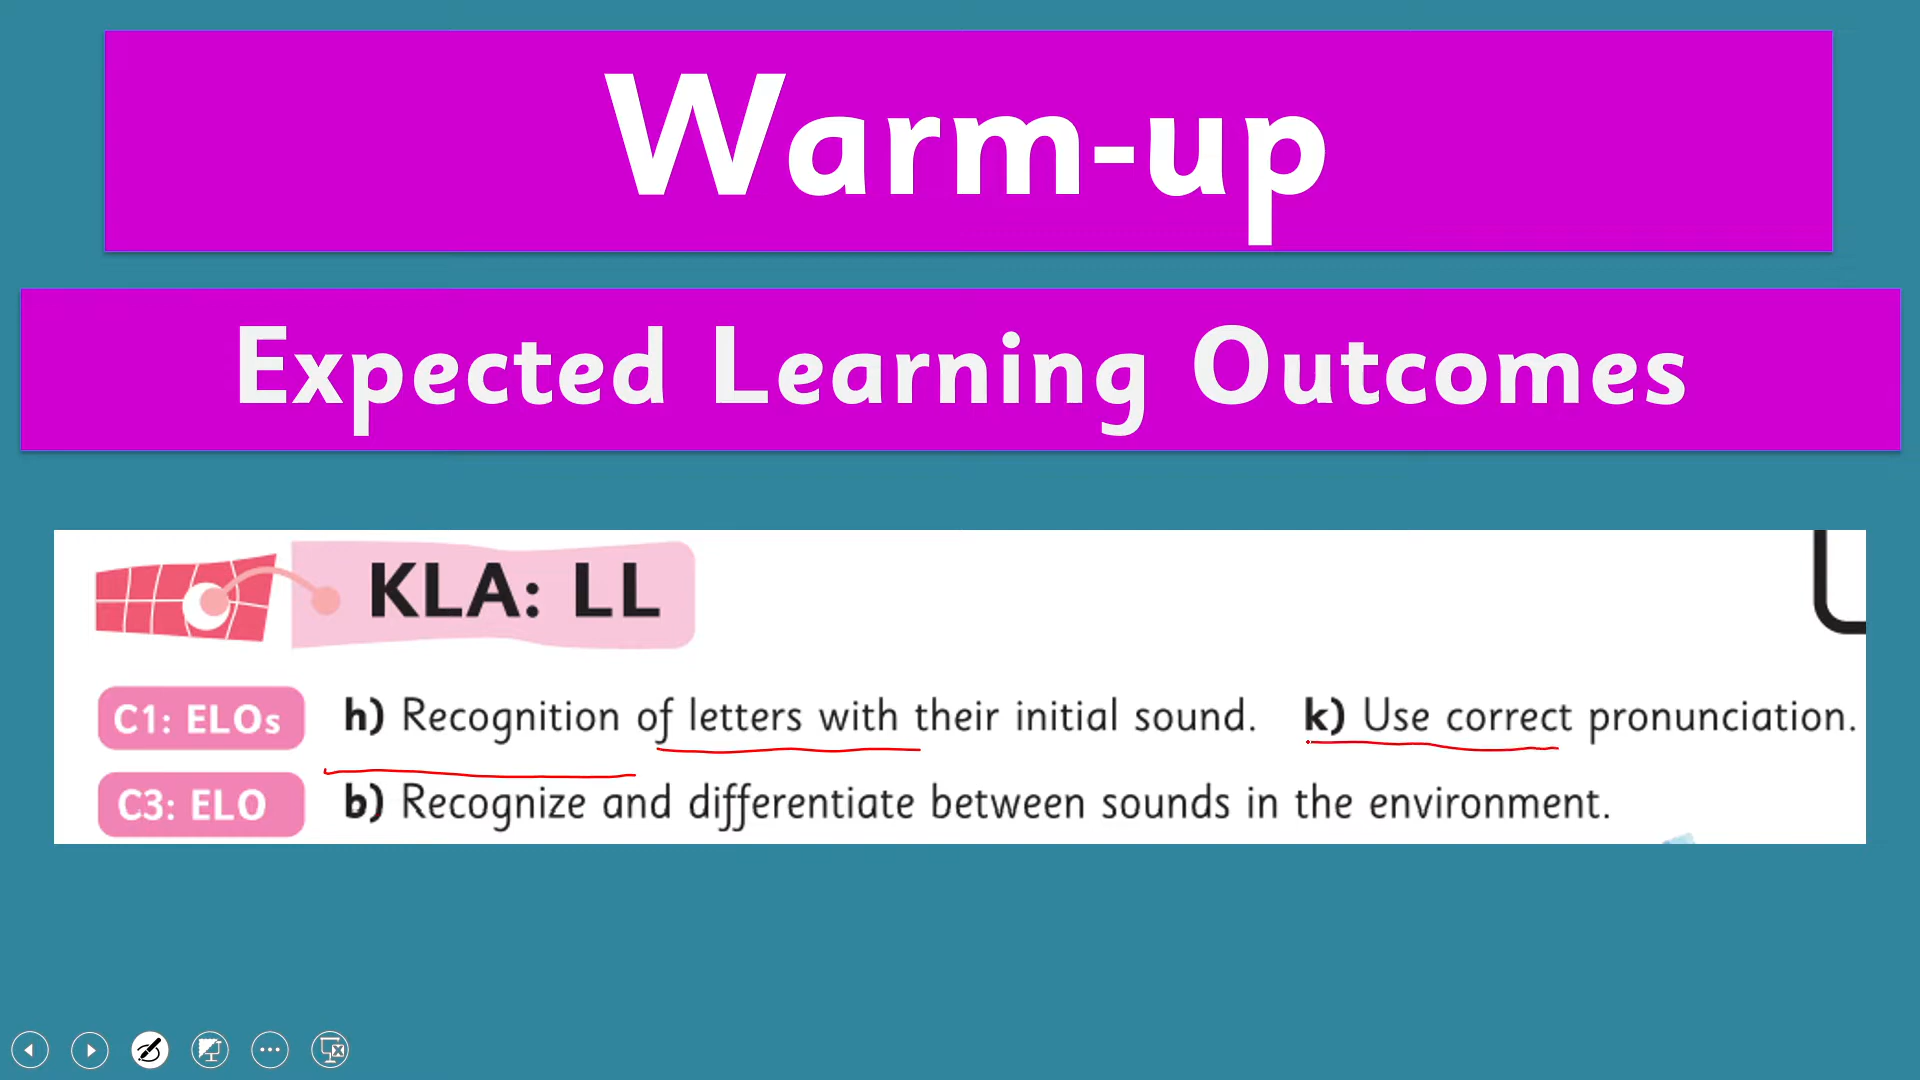 Warm-up
Expected Learning Outcomes
KLA: LL
C1: ELOs h) Recognition of letters with their initial sound. k) Use correct pronunciation.
C3: ELO b) Recognize and differentiate between sounds in the environment.